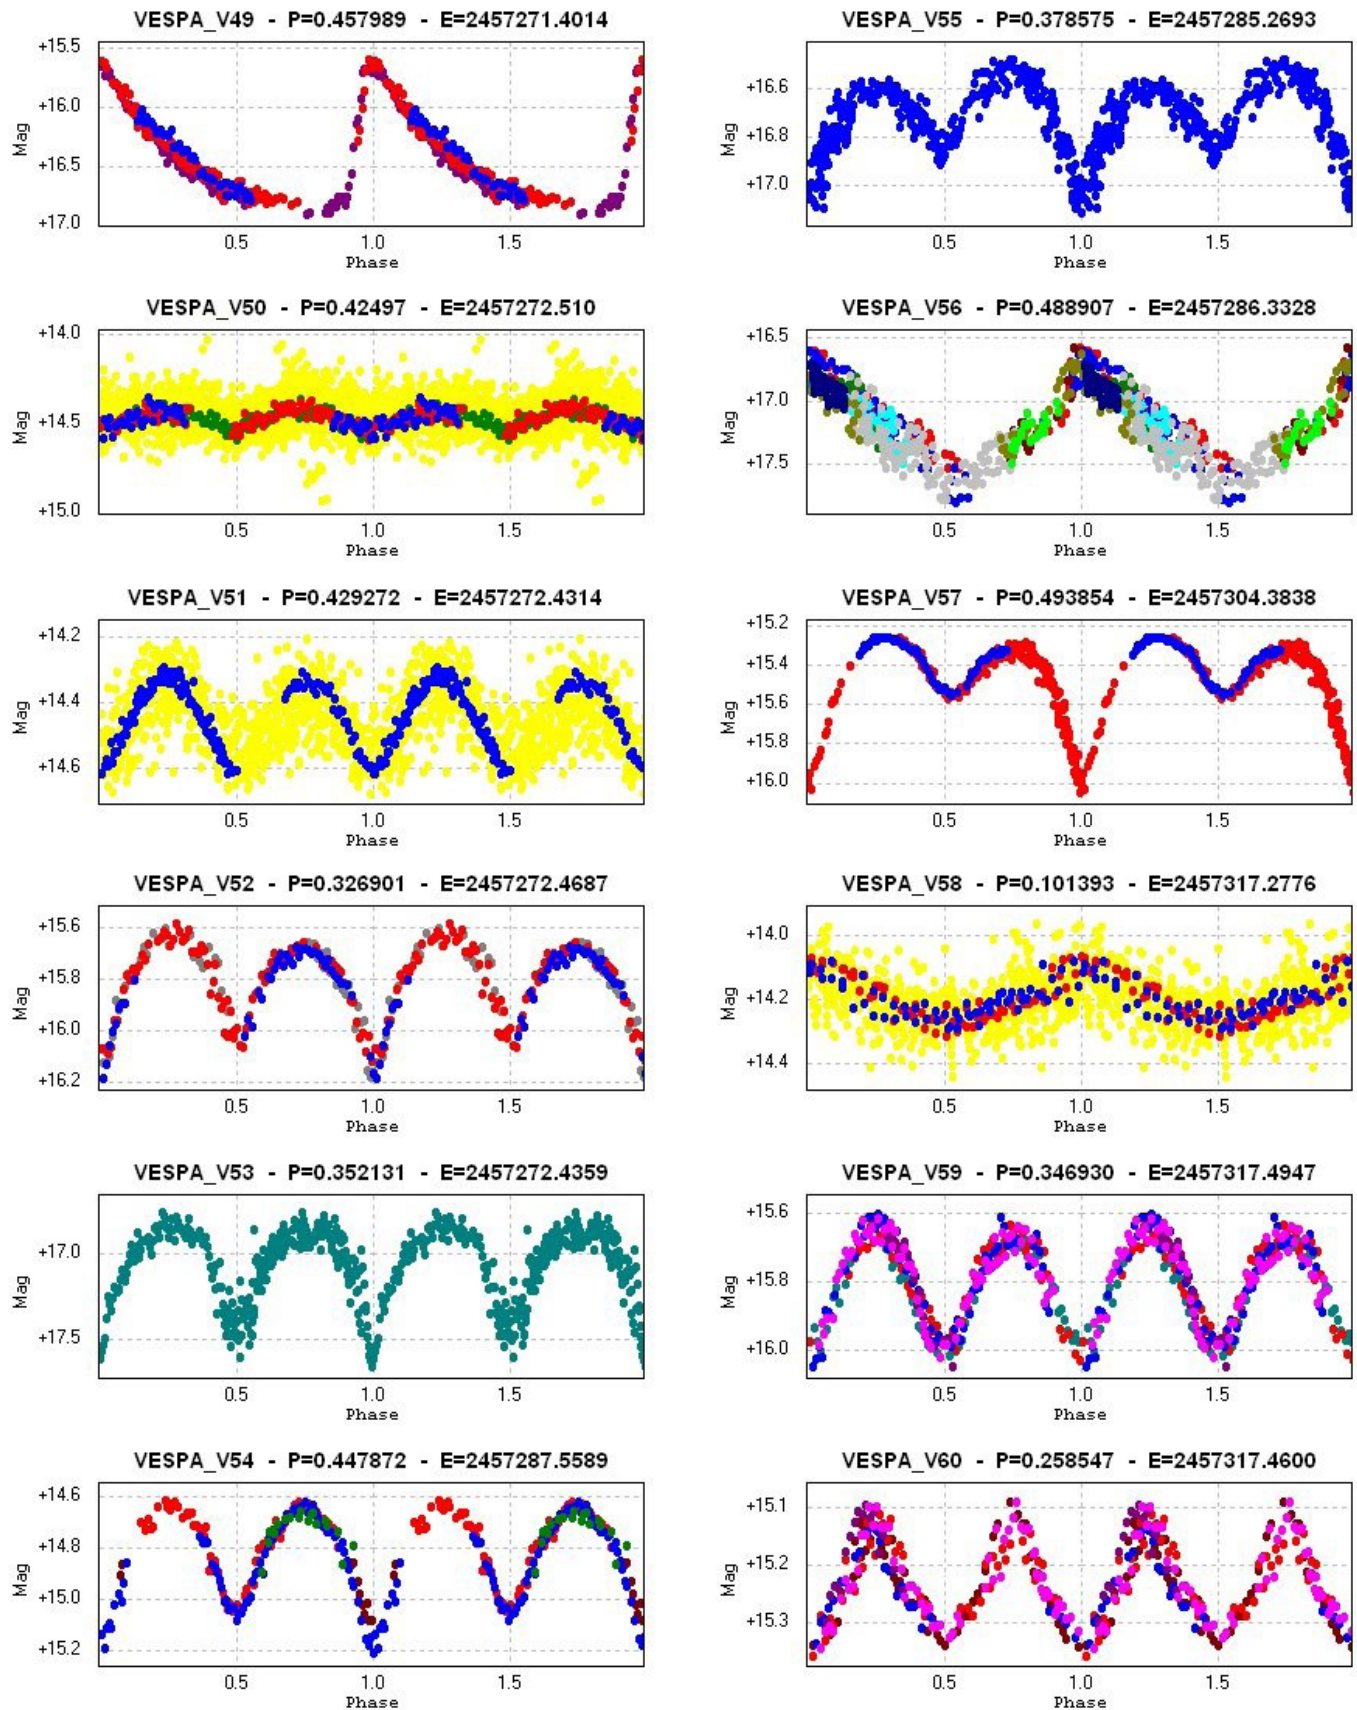 VESPA_V49 - P=0.457989 - E=2457271.4014
+15.5
+16.0
+16.5
+17.0
Mag
0.5 1.0 1.5
Phase
VESPA_V55 - P=0.378575 - E=2457285.2693
+16.6
+16.8
+17.0
Mag
0.5 1.0 1.5
Phase
VESPA_V50 - P=0.42497 - E=2457272.510
+14.0
+14.5
+15.0
Mag
0.5 1.0 1.5
Phase
VESPA_V56 - P=0.488907 - E=2457286.3328
+16.5
+17.0
+17.5
Mag
0.5 1.0 1.5
Phase
VESPA_V51 - P=0.429272 - E=2457272.4314
+14.2
+14.4
+14.6
Mag
0.5 1.0 1.5
Phase
VESPA_V57 - P=0.493854 - E=2457304.3838
+15.2
+15.4
+15.6
+15.8
+16.0
Mag
0.5 1.0 1.5
Phase
VESPA_V52 - P=0.326901 - E=2457272.4687
+15.6
+15.8
+16.0
+16.2
Mag
0.5 1.0 1.5
Phase
VESPA_V58 - P=0.101393 - E=2457317.2776
+14.0
+14.2
+14.4
Mag
0.5 1.0 1.5
Phase
VESPA_V53 - P=0.352131 - E=2457272.4359
+17.0
+17.5
Mag
0.5 1.0 1.5
Phase
VESPA_V59 - P=0.346930 - E=2457317.4947
+15.6
+15.8
+16.0
Mag
0.5 1.0 1.5
Phase
VESPA_V54 - P=0.447872 - E=2457287.5589
+14.6
+14.8
+15.0
+15.2
Mag
0.5 1.0 1.5
Phase
VESPA_V60 - P=0.258547 - E=2457317.4600
+15.1
+15.2
+15.3
Mag
0.5 1.0 1.5
Phase